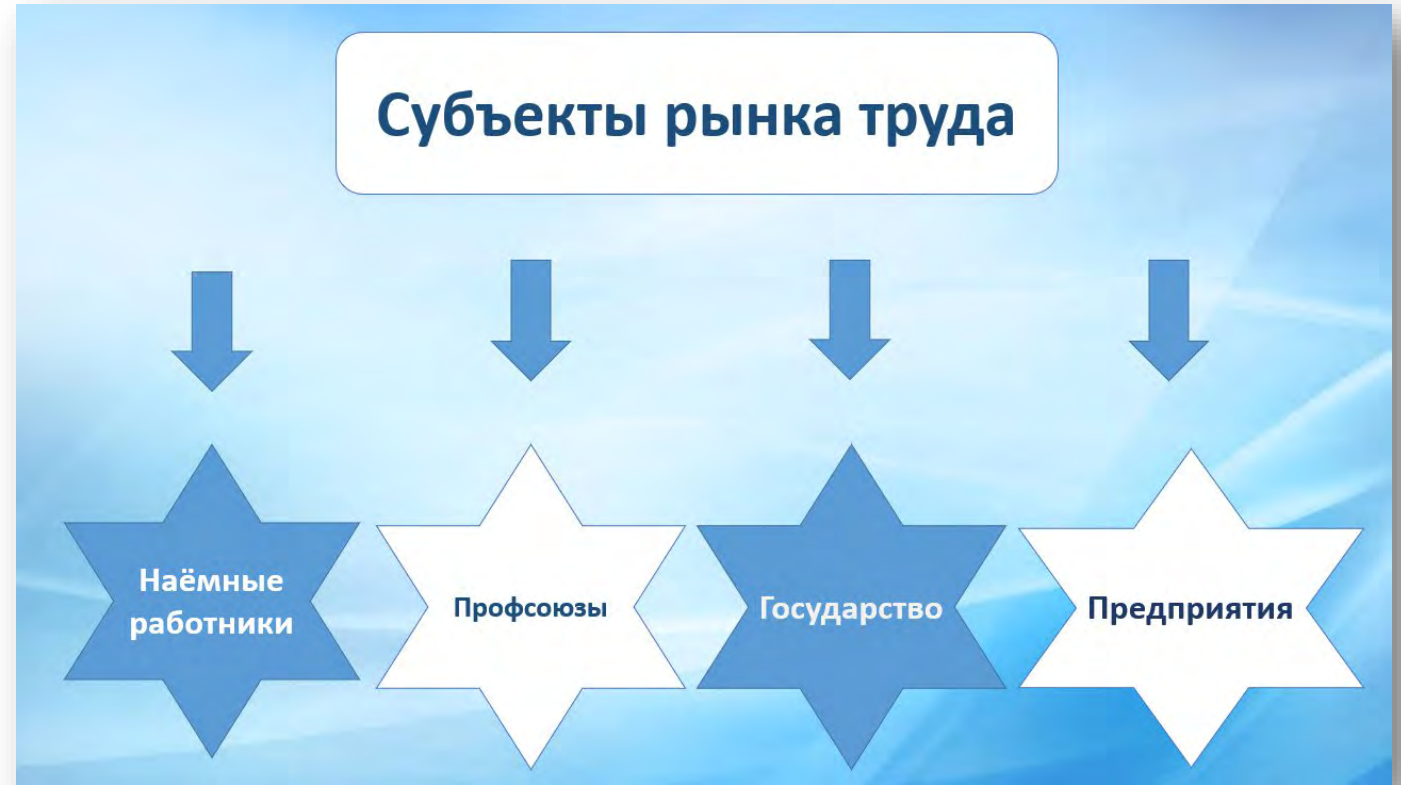 Субъекты рынка труда
Наёмные
работники
Профсоюзы
Государство
Предприятия